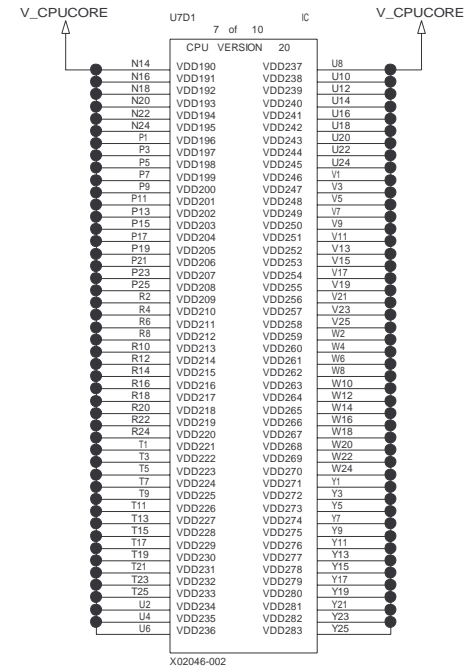 V_CPUCORE V_CPUCORE
U7D1 IC
7 of 10
CPU VERSION 20
N14 VDD190 VDD237 U8
N16 VDD191 VDD238 U10
N18 VDD192 VDD239 U12
N20 VDD193 VDD240 U14
N22 VDD194 VDD241 U16
N24 VDD195 VDD242 U18
P1 VDD196 VDD243 U20
P3 VDD197 VDD244 U22
P5 VDD198 VDD245 U24
P7 VDD199 VDD246 V1
P9 VDD200 VDD247 V3
P11 VDD201 VDD248 V5
P13 VDD202 VDD249 V7
P15 VDD203 VDD250 V9
P17 VDD204 VDD251 V11
P19 VDD205 VDD252 V13
P21 VDD206 VDD253 V15
P23 VDD207 VDD254 V17
P25 VDD208 VDD255 V19
R2 VDD209 VDD256 V21
R4 VDD210 VDD257 V23
R6 VDD211 VDD258 V25
R8 VDD212 VDD259 W2
R10 VDD213 VDD260 W4
R12 VDD214 VDD261 W6
R14 VDD215 VDD262 W8
R16 VDD216 VDD263 W10
R18 VDD217 VDD264 W12
R20 VDD218 VDD265 W14
R22 VDD219 VDD266 W16
R24 VDD220 VDD267 W18
T1 VDD221 VDD268 W20
T3 VDD222 VDD269 W22
T5 VDD223 VDD270 W24
T7 VDD224 VDD271 Y1
T9 VDD225 VDD272 Y3
T11 VDD226 VDD273 Y5
T13 VDD227 VDD274 Y7
T15 VDD228 VDD275 Y9
T17 VDD229 VDD276 Y11
T19 VDD230 VDD277 Y13
T21 VDD231 VDD278 Y15
T23 VDD232 VDD279 Y17
T25 VDD233 VDD280 Y19
U2 VDD234 VDD281 Y21
U4 VDD235 VDD282 Y23
U6 VDD236 VDD283 Y25
X02046-002